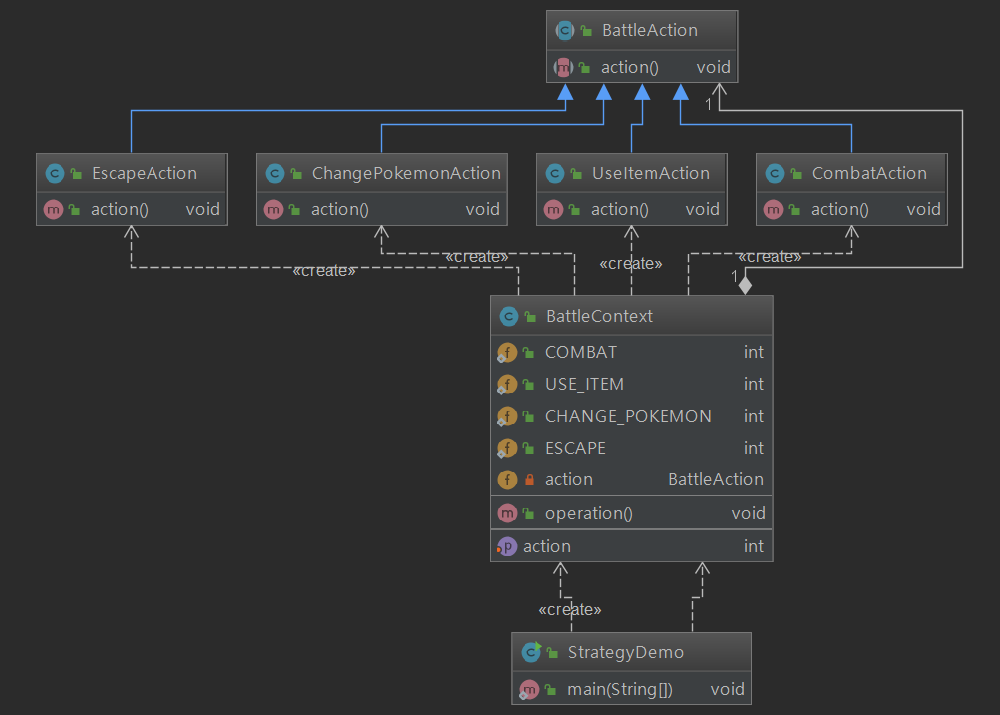 BattleAction
action() void
1
EscapeAction
action() void
ChangePokemonAction
action() void
UseItemAction
action() void
CombatAction
action() void
«create»
«create»
«create»
«create»
1
BattleContext
COMBAT int
USE_ITEM int
CHANGE_POKEMON int
ESCAPE int
action BattleAction
operation() void
action int
«create»
StrategyDemo
main(String[]) void